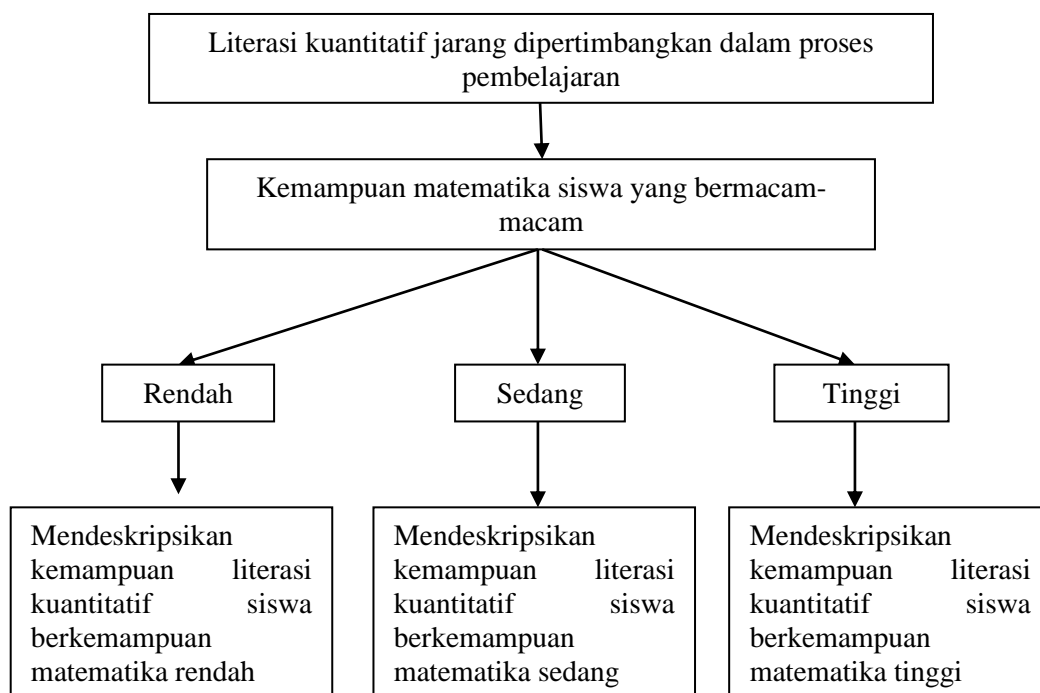 Literasi kuantitatif jarang dipertimbangkan dalam proses
pembelajaran
Kemampuan matematika siswa yang bermacam-
macam
Rendah
Sedang
Tinggi
Mendeskripsikan
kemampuan literasi
kuantitatif siswa
berkemampuan
matematika rendah
Mendeskripsikan
kemampuan literasi
kuantitatif siswa
berkemampuan
matematika sedang
Mendeskripsikan
kemampuan literasi
kuantitatif siswa
berkemampuan
matematika tinggi